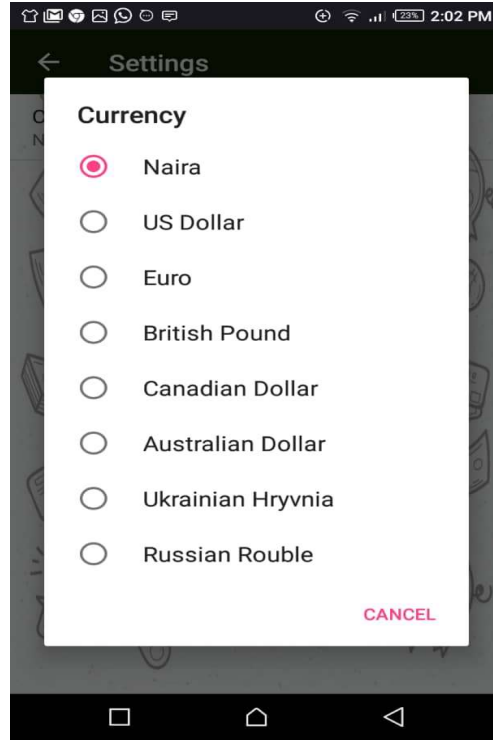 23% 2:02 PM
Settings
C
N
Currency
Naira
US Dollar
Euro
British Pound
Canadian Dollar
Australian Dollar
Ukrainian Hryvnia
Russian Rouble
CANCEL